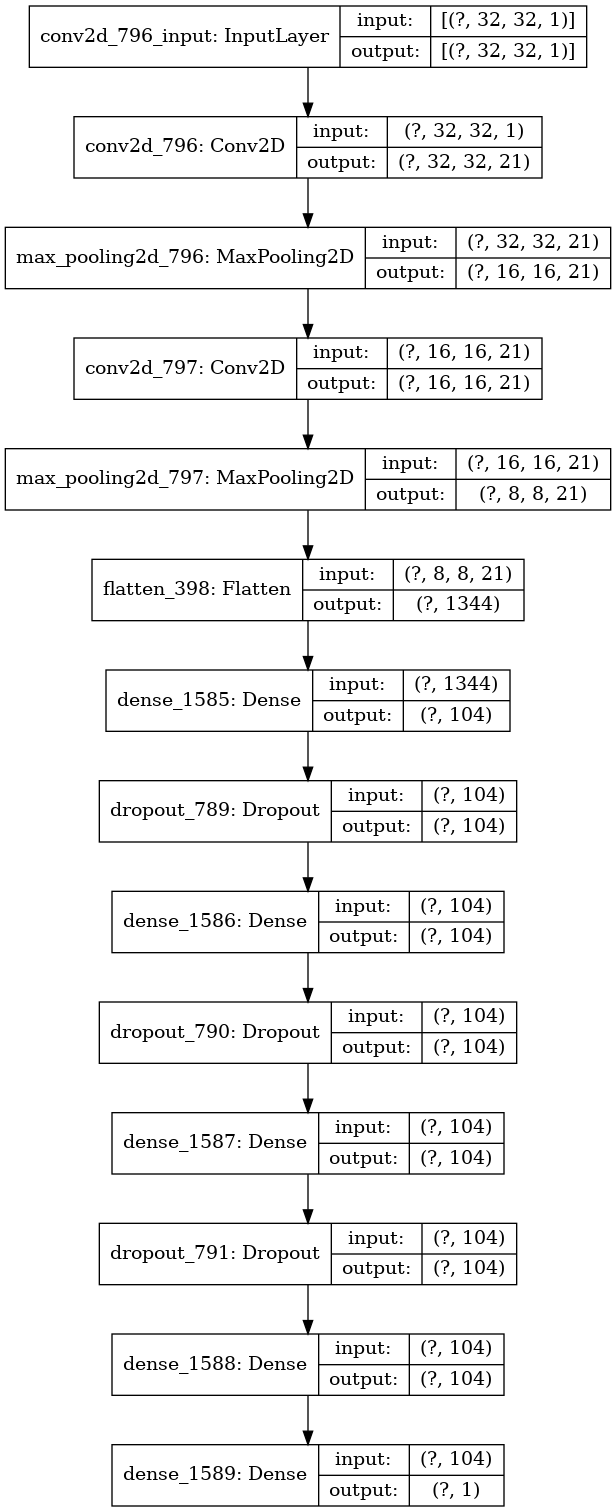 conv2d_796_input: InputLayer
input: [(?, 32, 32, 1)]
output: [(?, 32, 32, 1)]
conv2d_796: Conv2D
input: (?, 32, 32, 1)
output: (?, 32, 32, 21)
max_pooling2d_796: MaxPooling2D
input: (?, 32, 32, 21)
output: (?, 16, 16, 21)
conv2d_797: Conv2D
input: (?, 16, 16, 21)
output: (?, 16, 16, 21)
max_pooling2d_797: MaxPooling2D
input: (?, 16, 16, 21)
output: (?, 8, 8, 21)
flatten_398: Flatten
input: (?, 8, 8, 21)
output: (?, 1344)
dense_1585: Dense
input: (?, 1344)
output: (?, 104)
dropout_789: Dropout
input: (?, 104)
output: (?, 104)
dense_1586: Dense
input: (?, 104)
output: (?, 104)
dropout_790: Dropout
input: (?, 104)
output: (?, 104)
dense_1587: Dense
input: (?, 104)
output: (?, 104)
dropout_791: Dropout
input: (?, 104)
output: (?, 104)
dense_1588: Dense
input: (?, 104)
output: (?, 104)
dense_1589: Dense
input: (?, 104)
output: (?, 1)